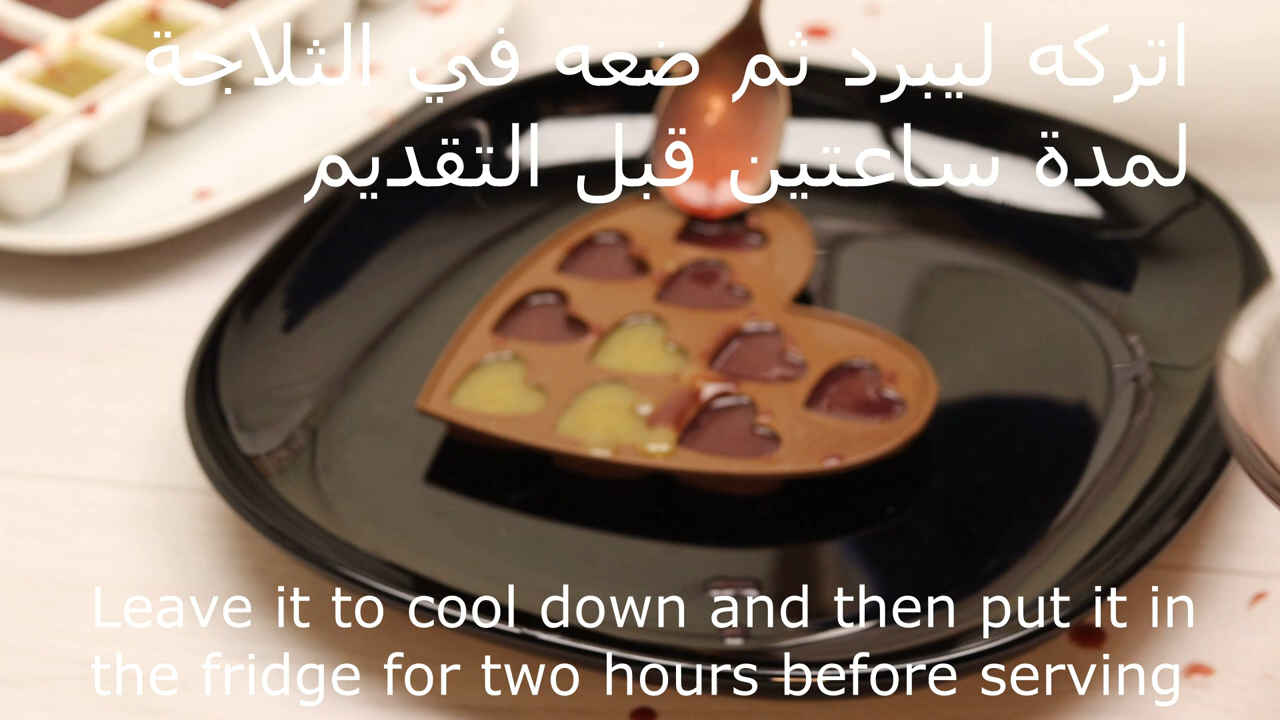 اتركه ليبرد ثم ضعه في الثلاجة
لمدة ساعتين قبل التقديم
Leave it to cool down and then put it in
the fridge for two hours before serving